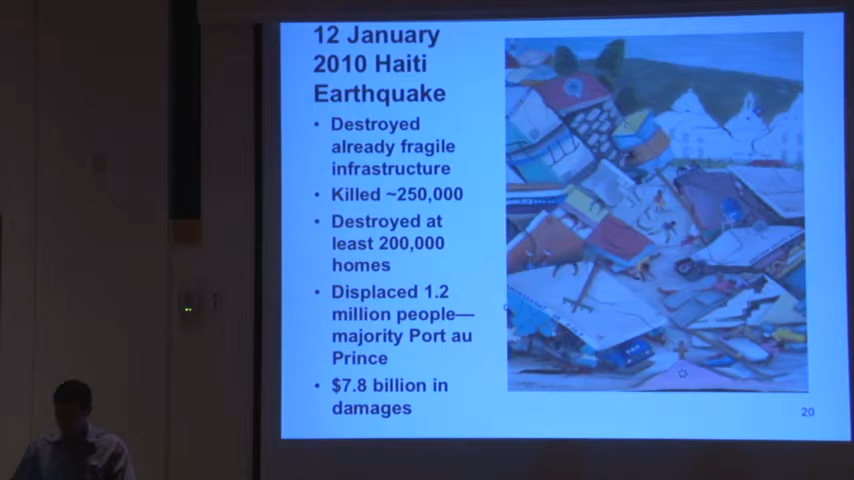 12 January
2010 Haiti
Earthquake
• Destroyed
already fragile
infrastructure
• Killed ~250,000
• Destroyed at
least 200,000
homes
• Displaced 1.2
million people—
majority Port au
Prince
• $7.8 billion in
damages
20